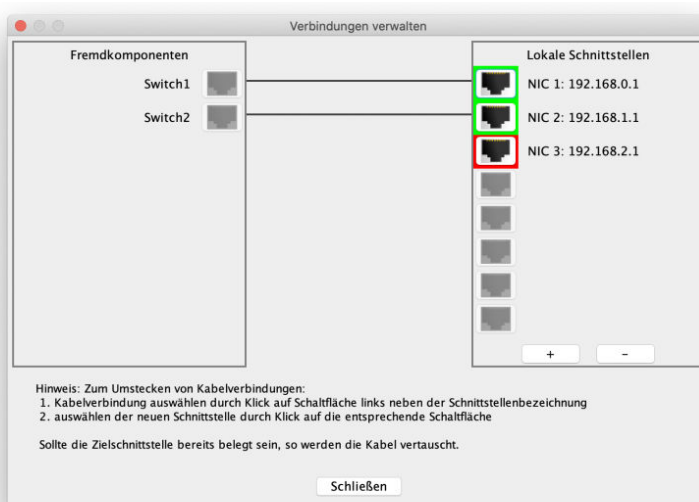 Verbindungen verwalten
Fremdkomponenten
Lokale Schnittstellen
Switch1
NIC 1: 192.168.0.1
Switch2
NIC 2: 192.168.1.1
NIC 3: 192.168.2.1
+
-
Hinweis: Zum Umstecken von Kabelverbindungen:
1. Kabelverbindung auswählen durch Klick auf Schaltfläche links neben der Schnittstellenbezeichnung
2. auswählen der neuen Schnittstelle durch Klick auf die entsprechende Schaltfläche
Sollte die Zielschnittstelle bereits belegt sein, so werden die Kabel vertauscht.
Schließen